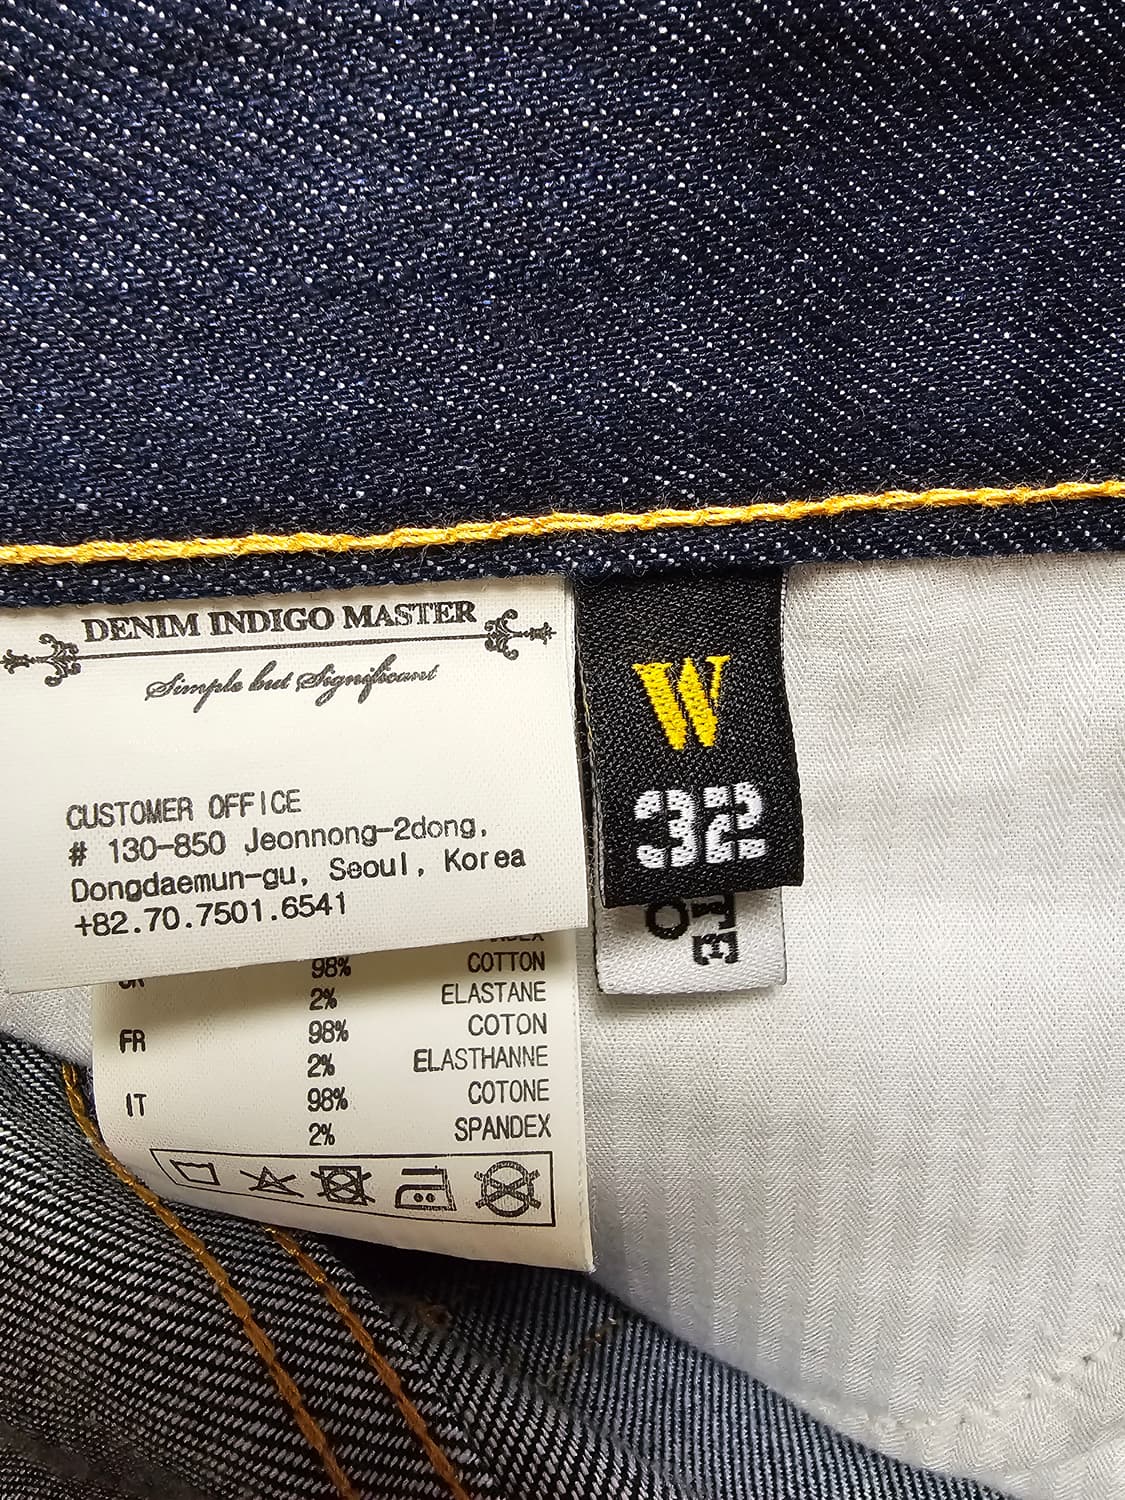 DENIM INDIGO MASTER
Simple but Significant
CUSTOMER OFFICE
# 130-850 Jeonnong-2dong,
Dongdaemun-gu, Seoul, Korea
+82.70.7501.6541
98% COTTON
2% ELASTANE
FR 98% COTON
2% ELASTHANNE
IT 98% COTONE
2% SPANDEX
W
32